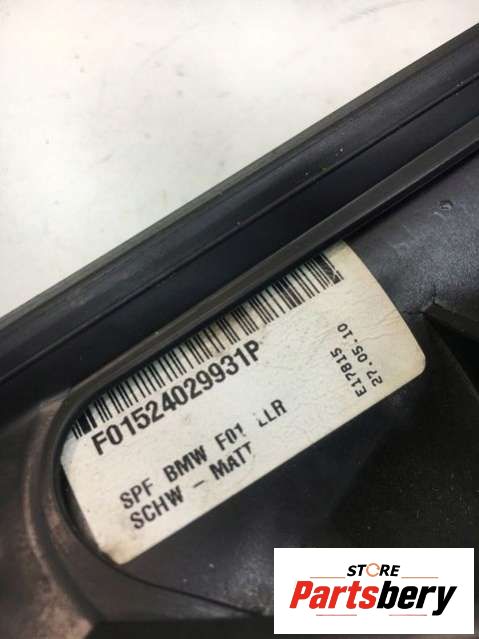 F01524029931P
SPF BMW F01 LLR
SCHW - MATT
E17815
27.05.10
STORE
Partsbery